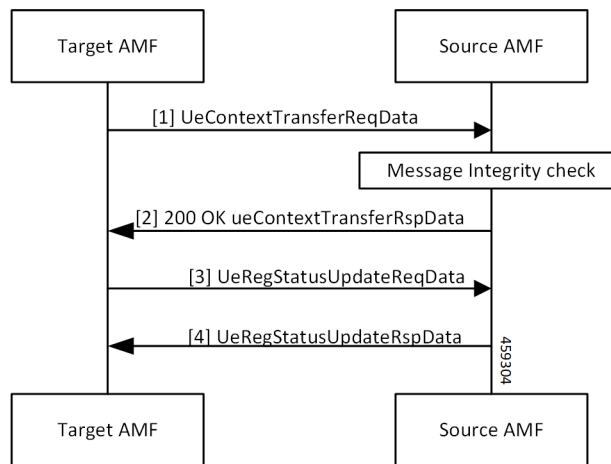 Target AMF
Source AMF
[1] UeContextTransferReqData
Message Integrity check
[2] 200 OK ueContextTransferRspData
[3] UeRegStatusUpdateReqData
[4] UeRegStatusUpdateRspData
459304
Target AMF
Source AMF